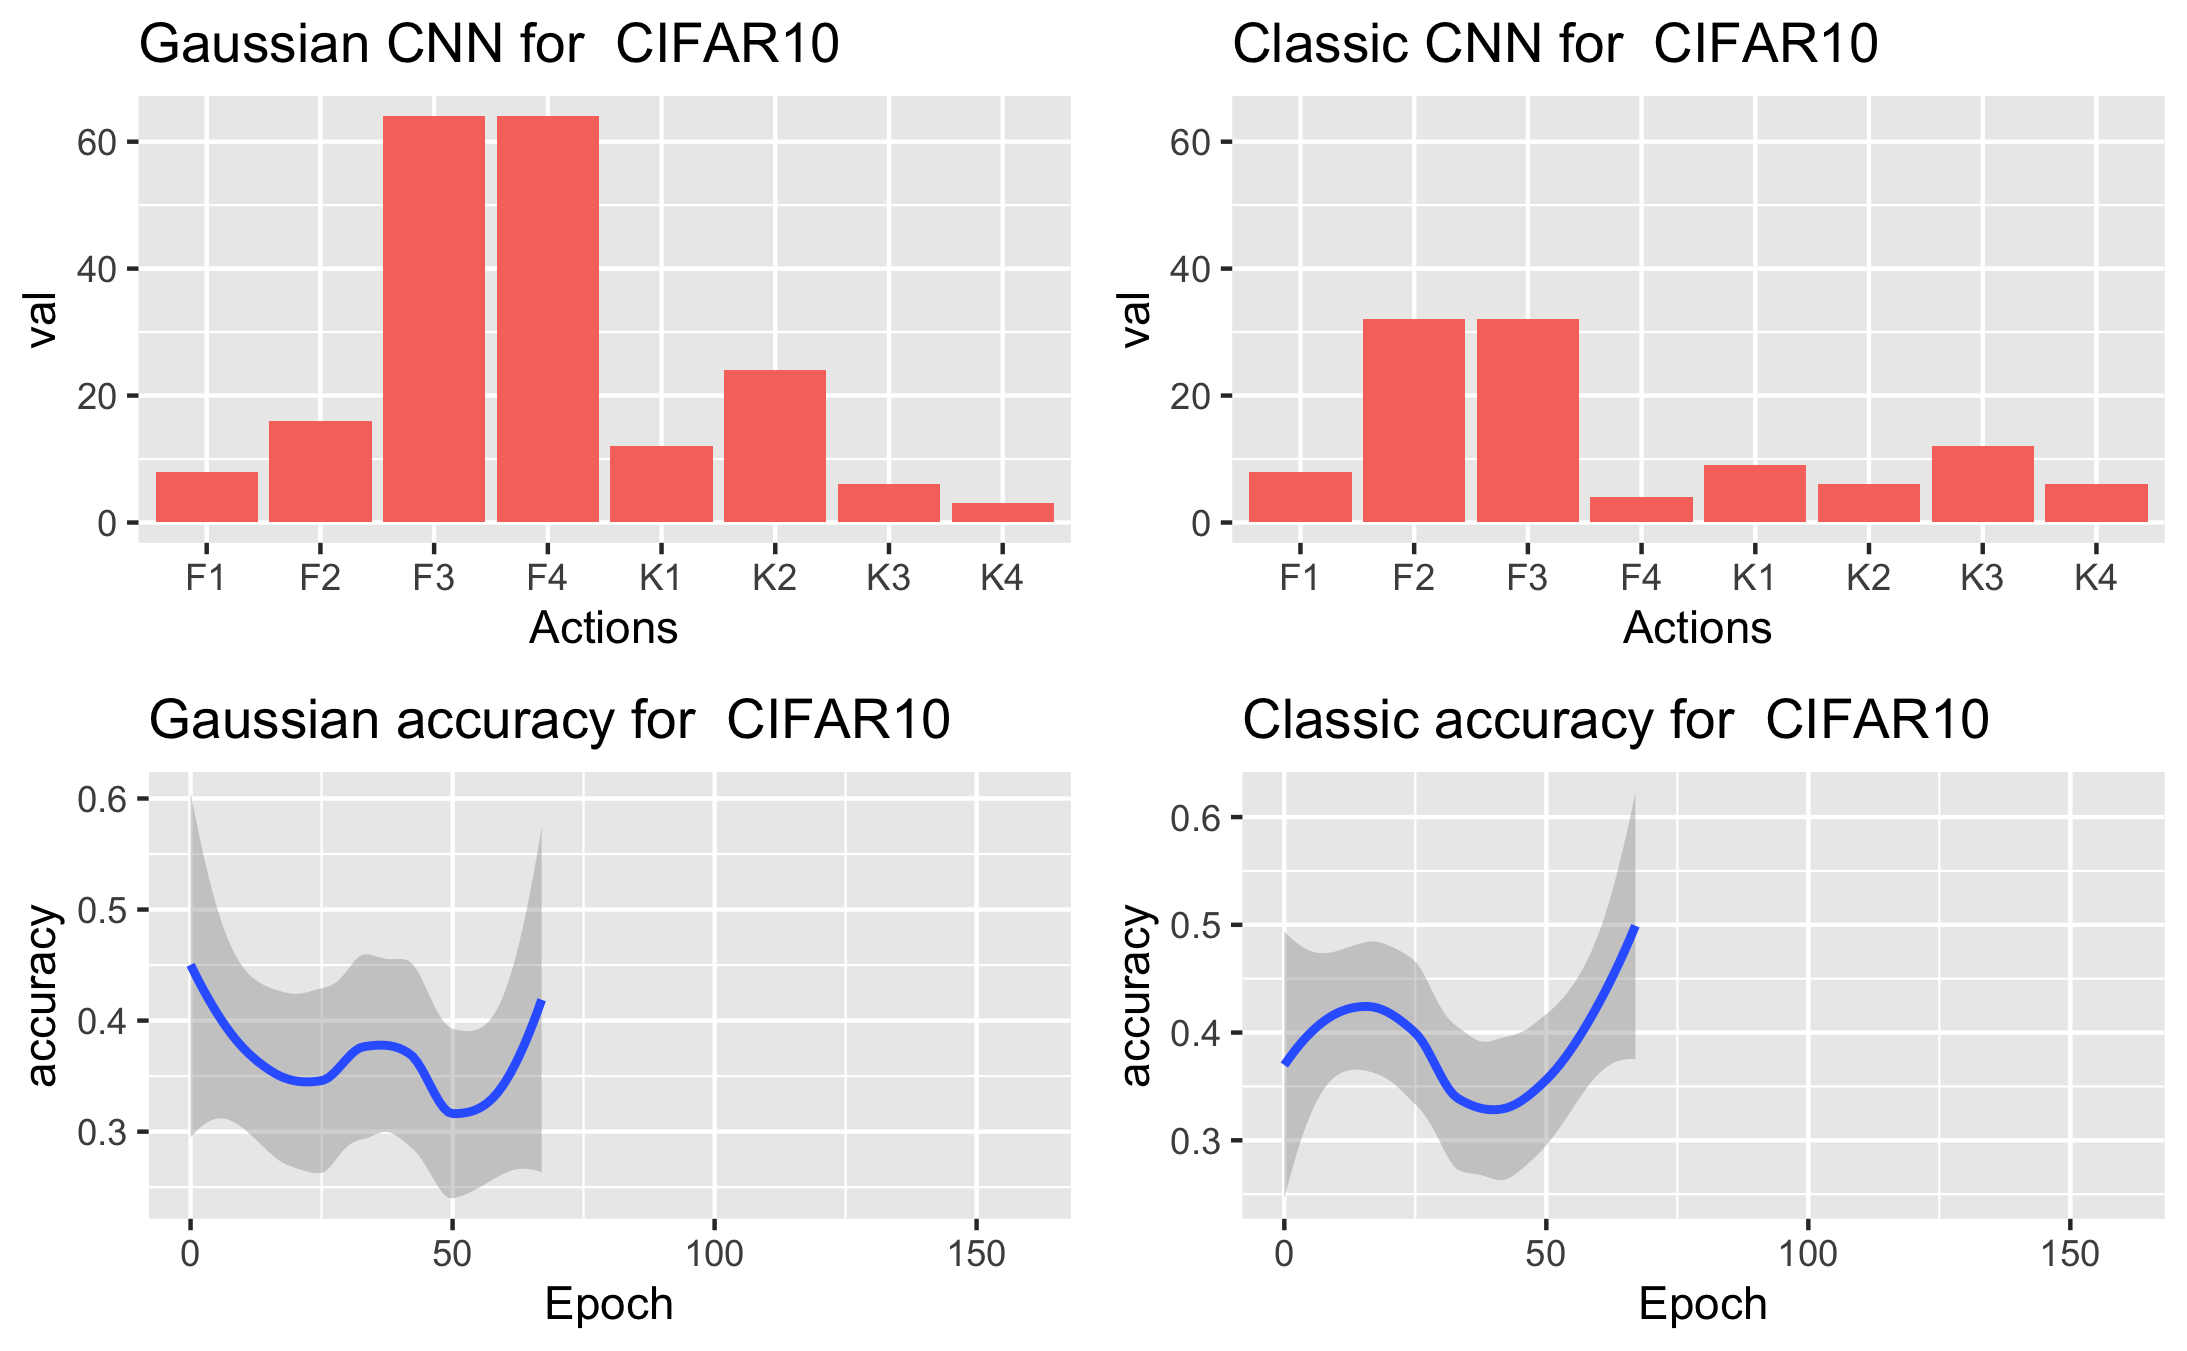 Gaussian CNN for  CIFAR10
60
40
20
0
val
F1 F2 F3 F4 K1 K2 K3 K4
Actions
Classic CNN for  CIFAR10
60
40
20
0
val
F1 F2 F3 F4 K1 K2 K3 K4
Actions
Gaussian accuracy for  CIFAR10
0.6
0.5
0.4
0.3
accuracy
0 50 100 150
Epoch
Classic accuracy for  CIFAR10
0.6
0.5
0.4
0.3
accuracy
0 50 100 150
Epoch